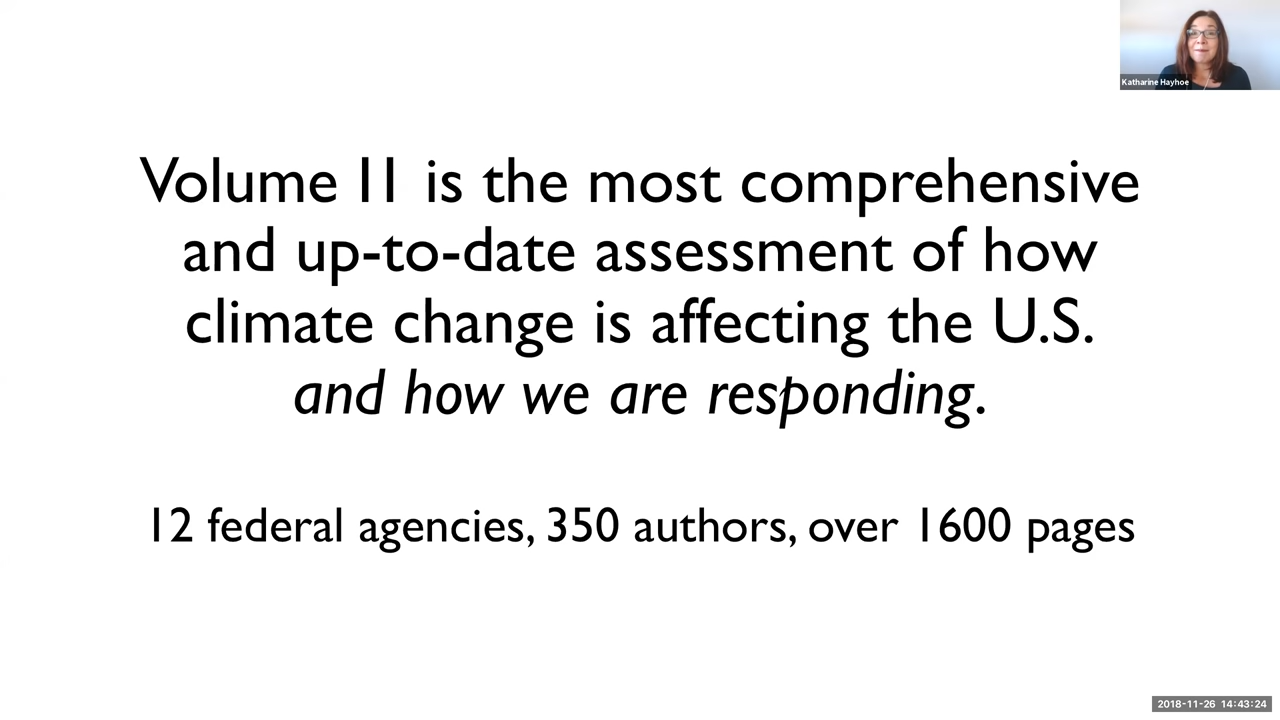 Katharine Hayhoe
Volume II is the most comprehensive
and up-to-date assessment of how
climate change is affecting the U.S.
and how we are responding.
12 federal agencies, 350 authors, over 1600 pages
2018-11-26 14:43:24